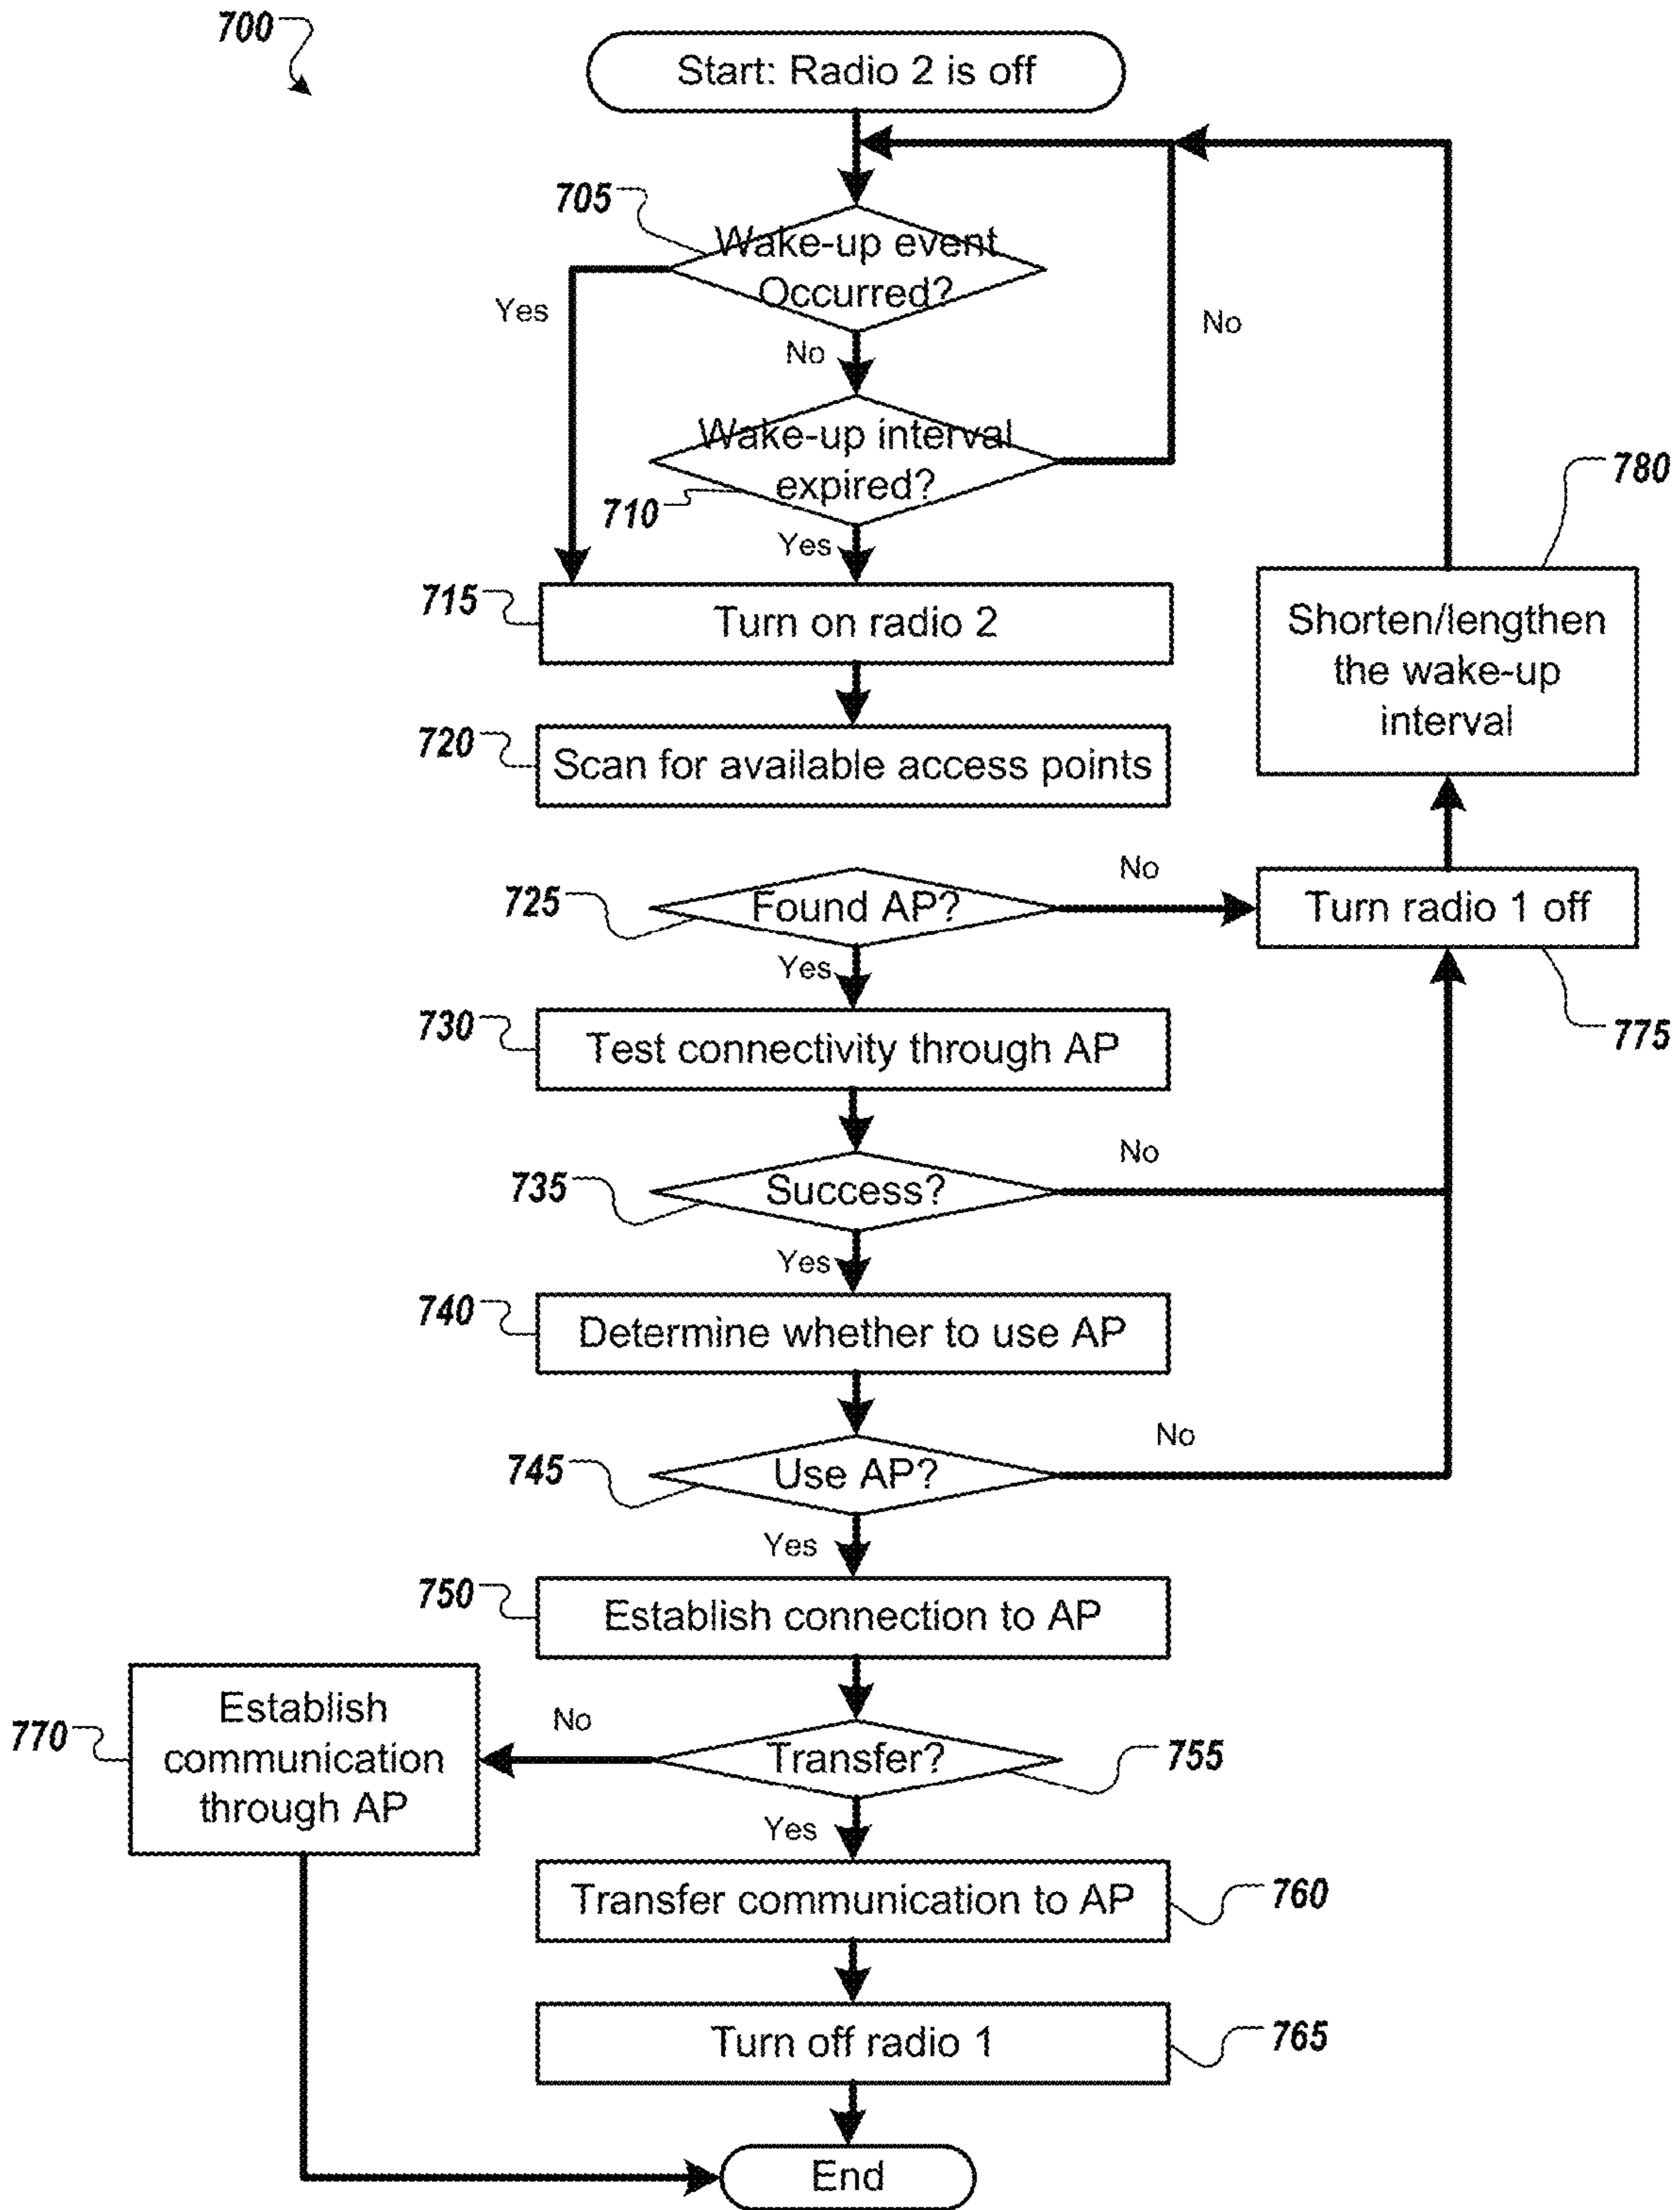 700
Start: Radio 2 is off
705
Wake-up event
Occurred?
Yes
No
No
Wake-up interval
expired?
710
Yes
780
Shorten/lengthen
the wake-up
interval
715
Turn on radio 2
720
Scan for available access points
725
Found AP?
No
Turn radio 1 off
775
Yes
730
Test connectivity through AP
735
Success?
No
Yes
740
Determine whether to use AP
745
Use AP?
No
Yes
750
Establish connection to AP
770
Establish
communication
through AP
No
Transfer?
755
Yes
Transfer communication to AP
760
Turn off radio 1
765
End